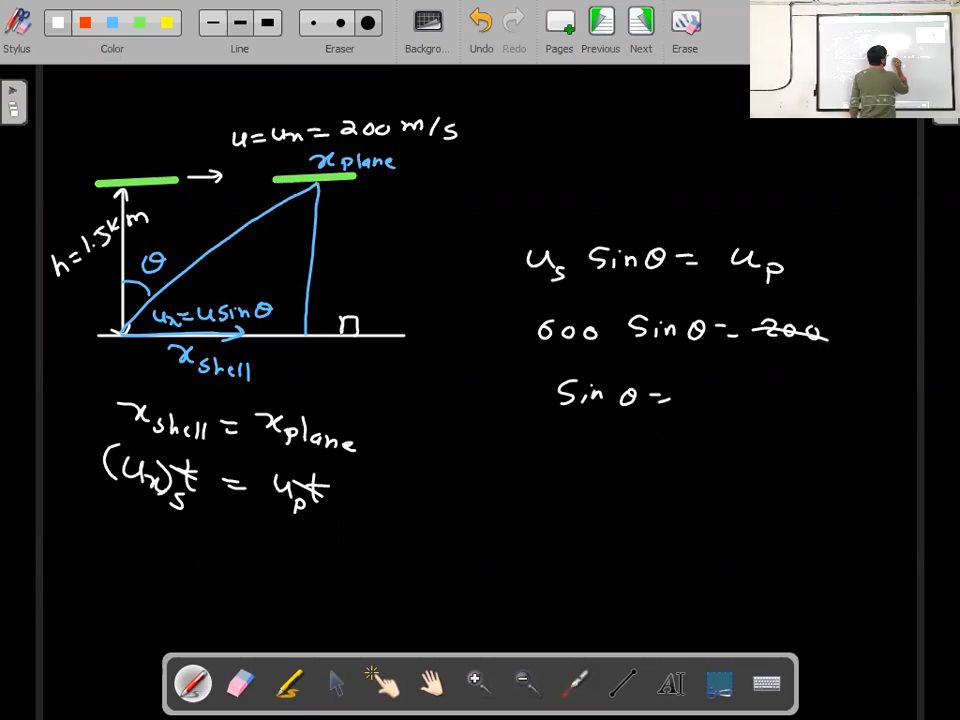 Stylus Color Line Eraser Backgro... Undo Redo Pages Previous Next Erase
u = uₓ = 200 m/s
x plane
h = 1.5 km
θ
uₓ = u sin θ
x shell
x shell = x plane
(uₓ)ₛ t = uₚ t
uₛ Sin θ = uₚ
600 Sin θ = 200
Sin θ =
A